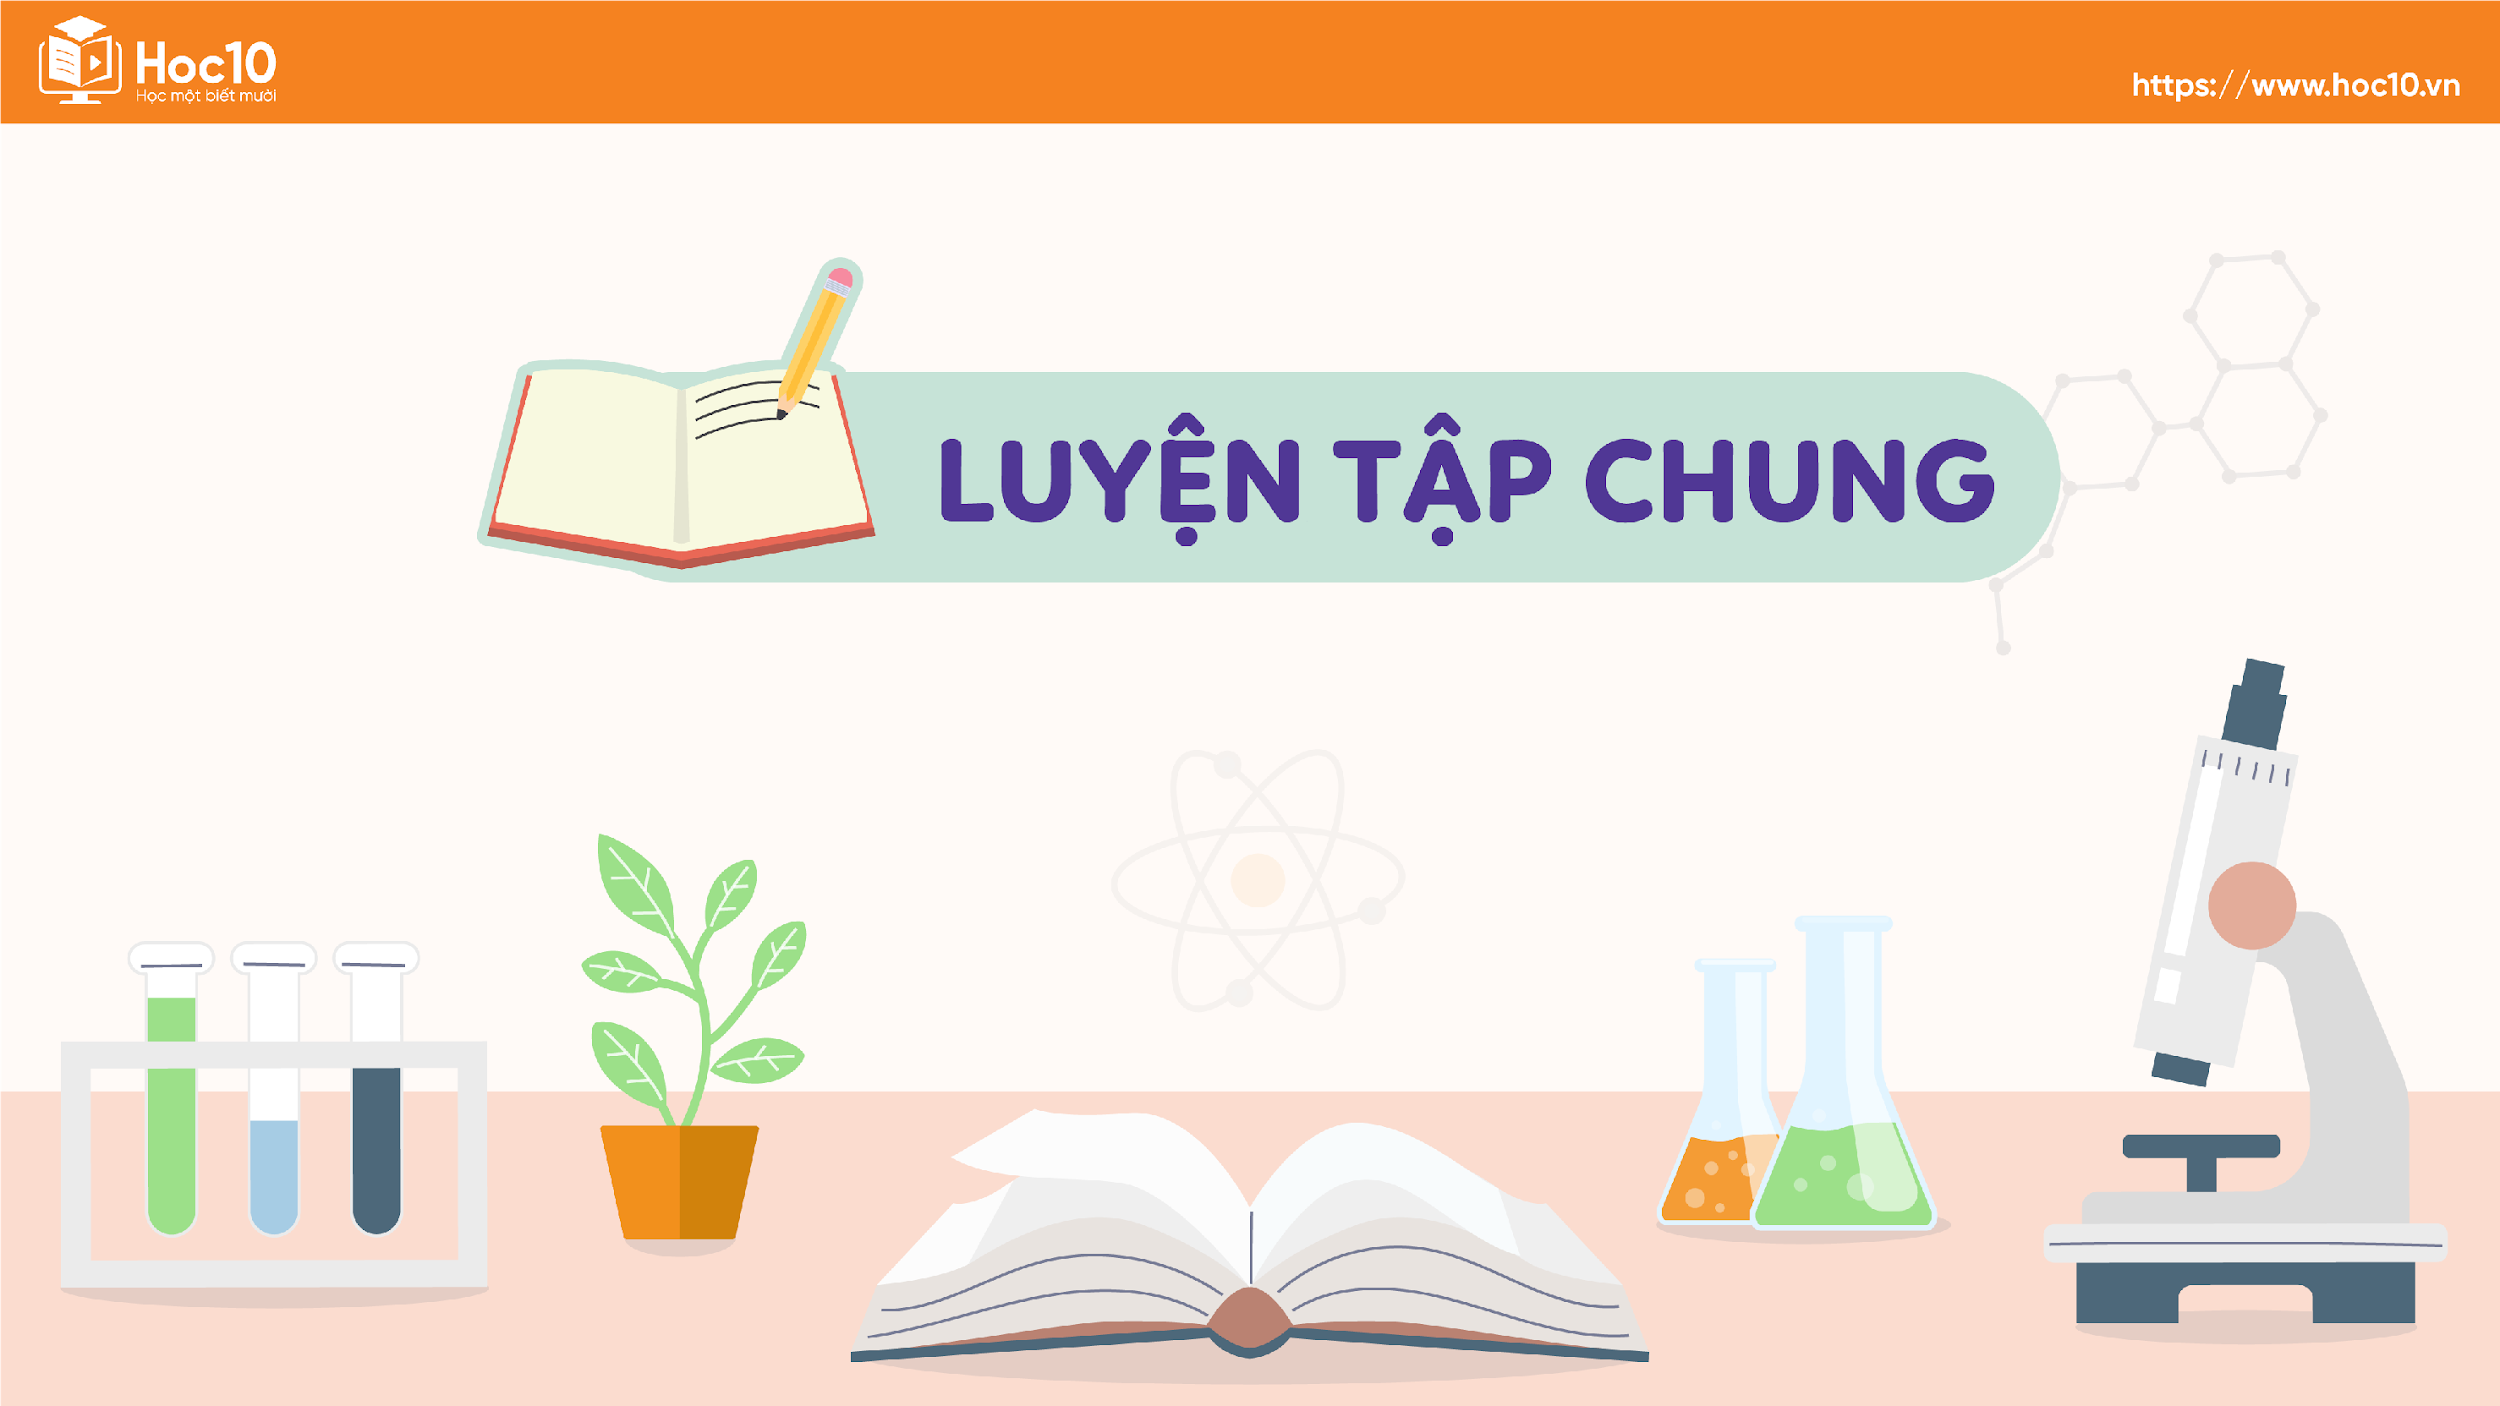 Hoc10
Học một biết mười
https://www.hoc10.vn
LUYỆN TẬP CHUNG